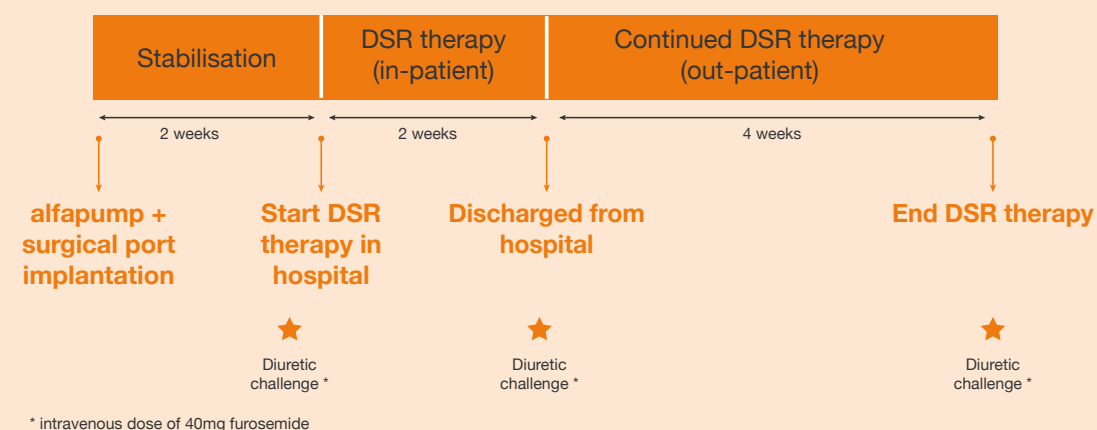 Stabilisation
DSR therapy
(in-patient)
Continued DSR therapy
(out-patient)
2 weeks
2 weeks
4 weeks
alfapump +
surgical port
implantation
Start DSR
therapy in
hospital
Discharged from
hospital
End DSR therapy
Diuretic
challenge *
Diuretic
challenge *
Diuretic
challenge *
* intravenous dose of 40mg furosemide